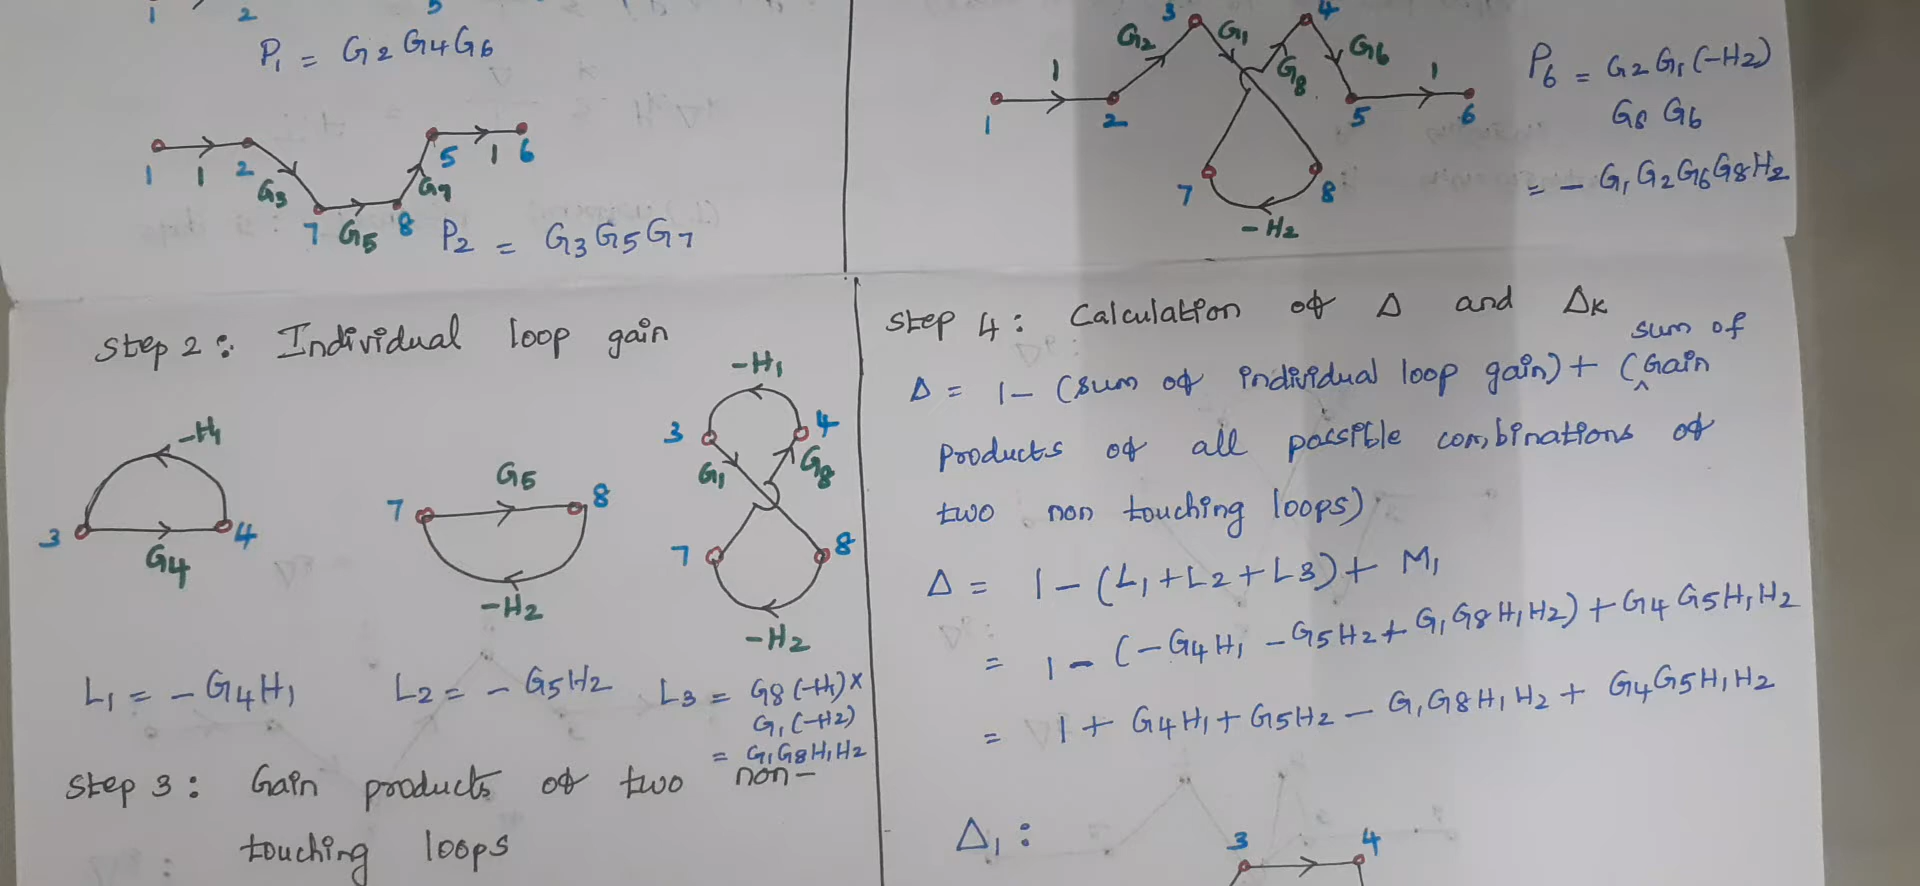 1 2 5
P1 = G2 G4 G6
1 1 2 G3 7 G5 8 G7 5 1 6
P2 = G3 G5 G7
3 G1 4
G2 G8 G6
1 1
1 2 5 6
7 8
-H2
P6 = G2 G1 (-H2)
G8 G6
= - G1 G2 G6 G8 H2
Step 2: Individual loop gain
-H1
3 4
G4
G5
7 8
-H2
-H1
3 4
G1 G8
7 8
-H2
L1 = - G4 H1
L2 = - G5 H2
L3 = G8 (-H1) ×
G1 (-H2)
= G1 G8 H1 H2
Step 3: Gain products of two non-
touching loops
Step 4: Calculation of Δ and ΔK
Δ = 1 - (sum of individual loop gain) + (sum of Gain
products of all possible combinations of
two non touching loops)
Δ = 1 - (L1 + L2 + L3) + M1
= 1 - (-G4 H1 - G5 H2 + G1 G8 H1 H2) + G4 G5 H1 H2
= 1 + G4 H1 + G5 H2 - G1 G8 H1 H2 + G4 G5 H1 H2
Δ1 :
3 4